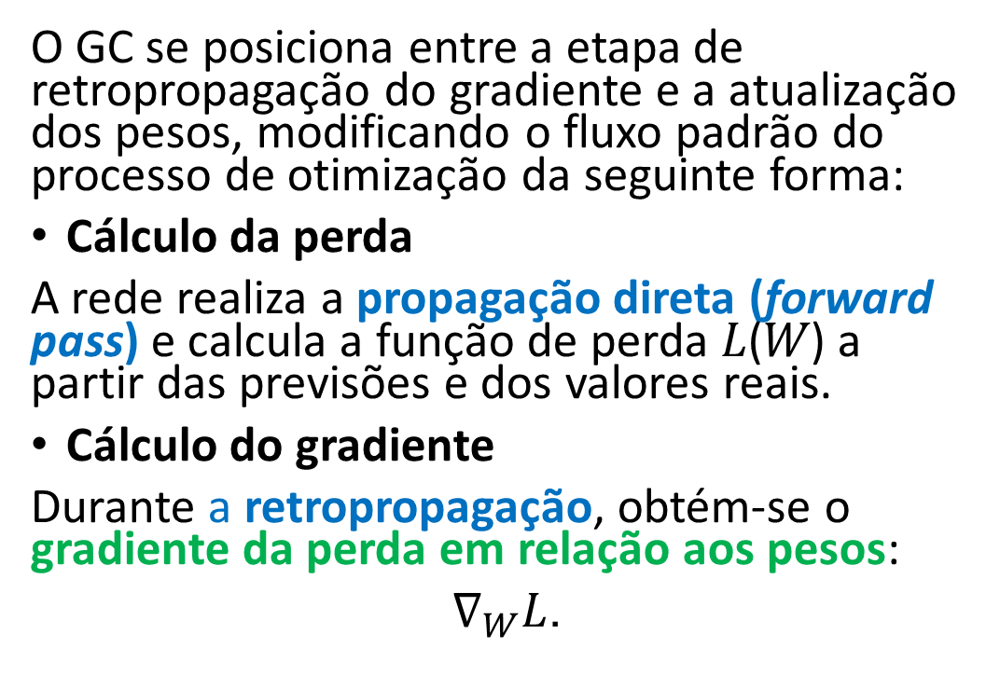 O GC se posiciona entre a etapa de
retropropagação do gradiente e a atualização
dos pesos, modificando o fluxo padrão do
processo de otimização da seguinte forma:
• Cálculo da perda
A rede realiza a propagação direta (forward
pass) e calcula a função de perda L(W) a
partir das previsões e dos valores reais.
• Cálculo do gradiente
Durante a retropropagação, obtém-se o
gradiente da perda em relação aos pesos:
∇_W L.